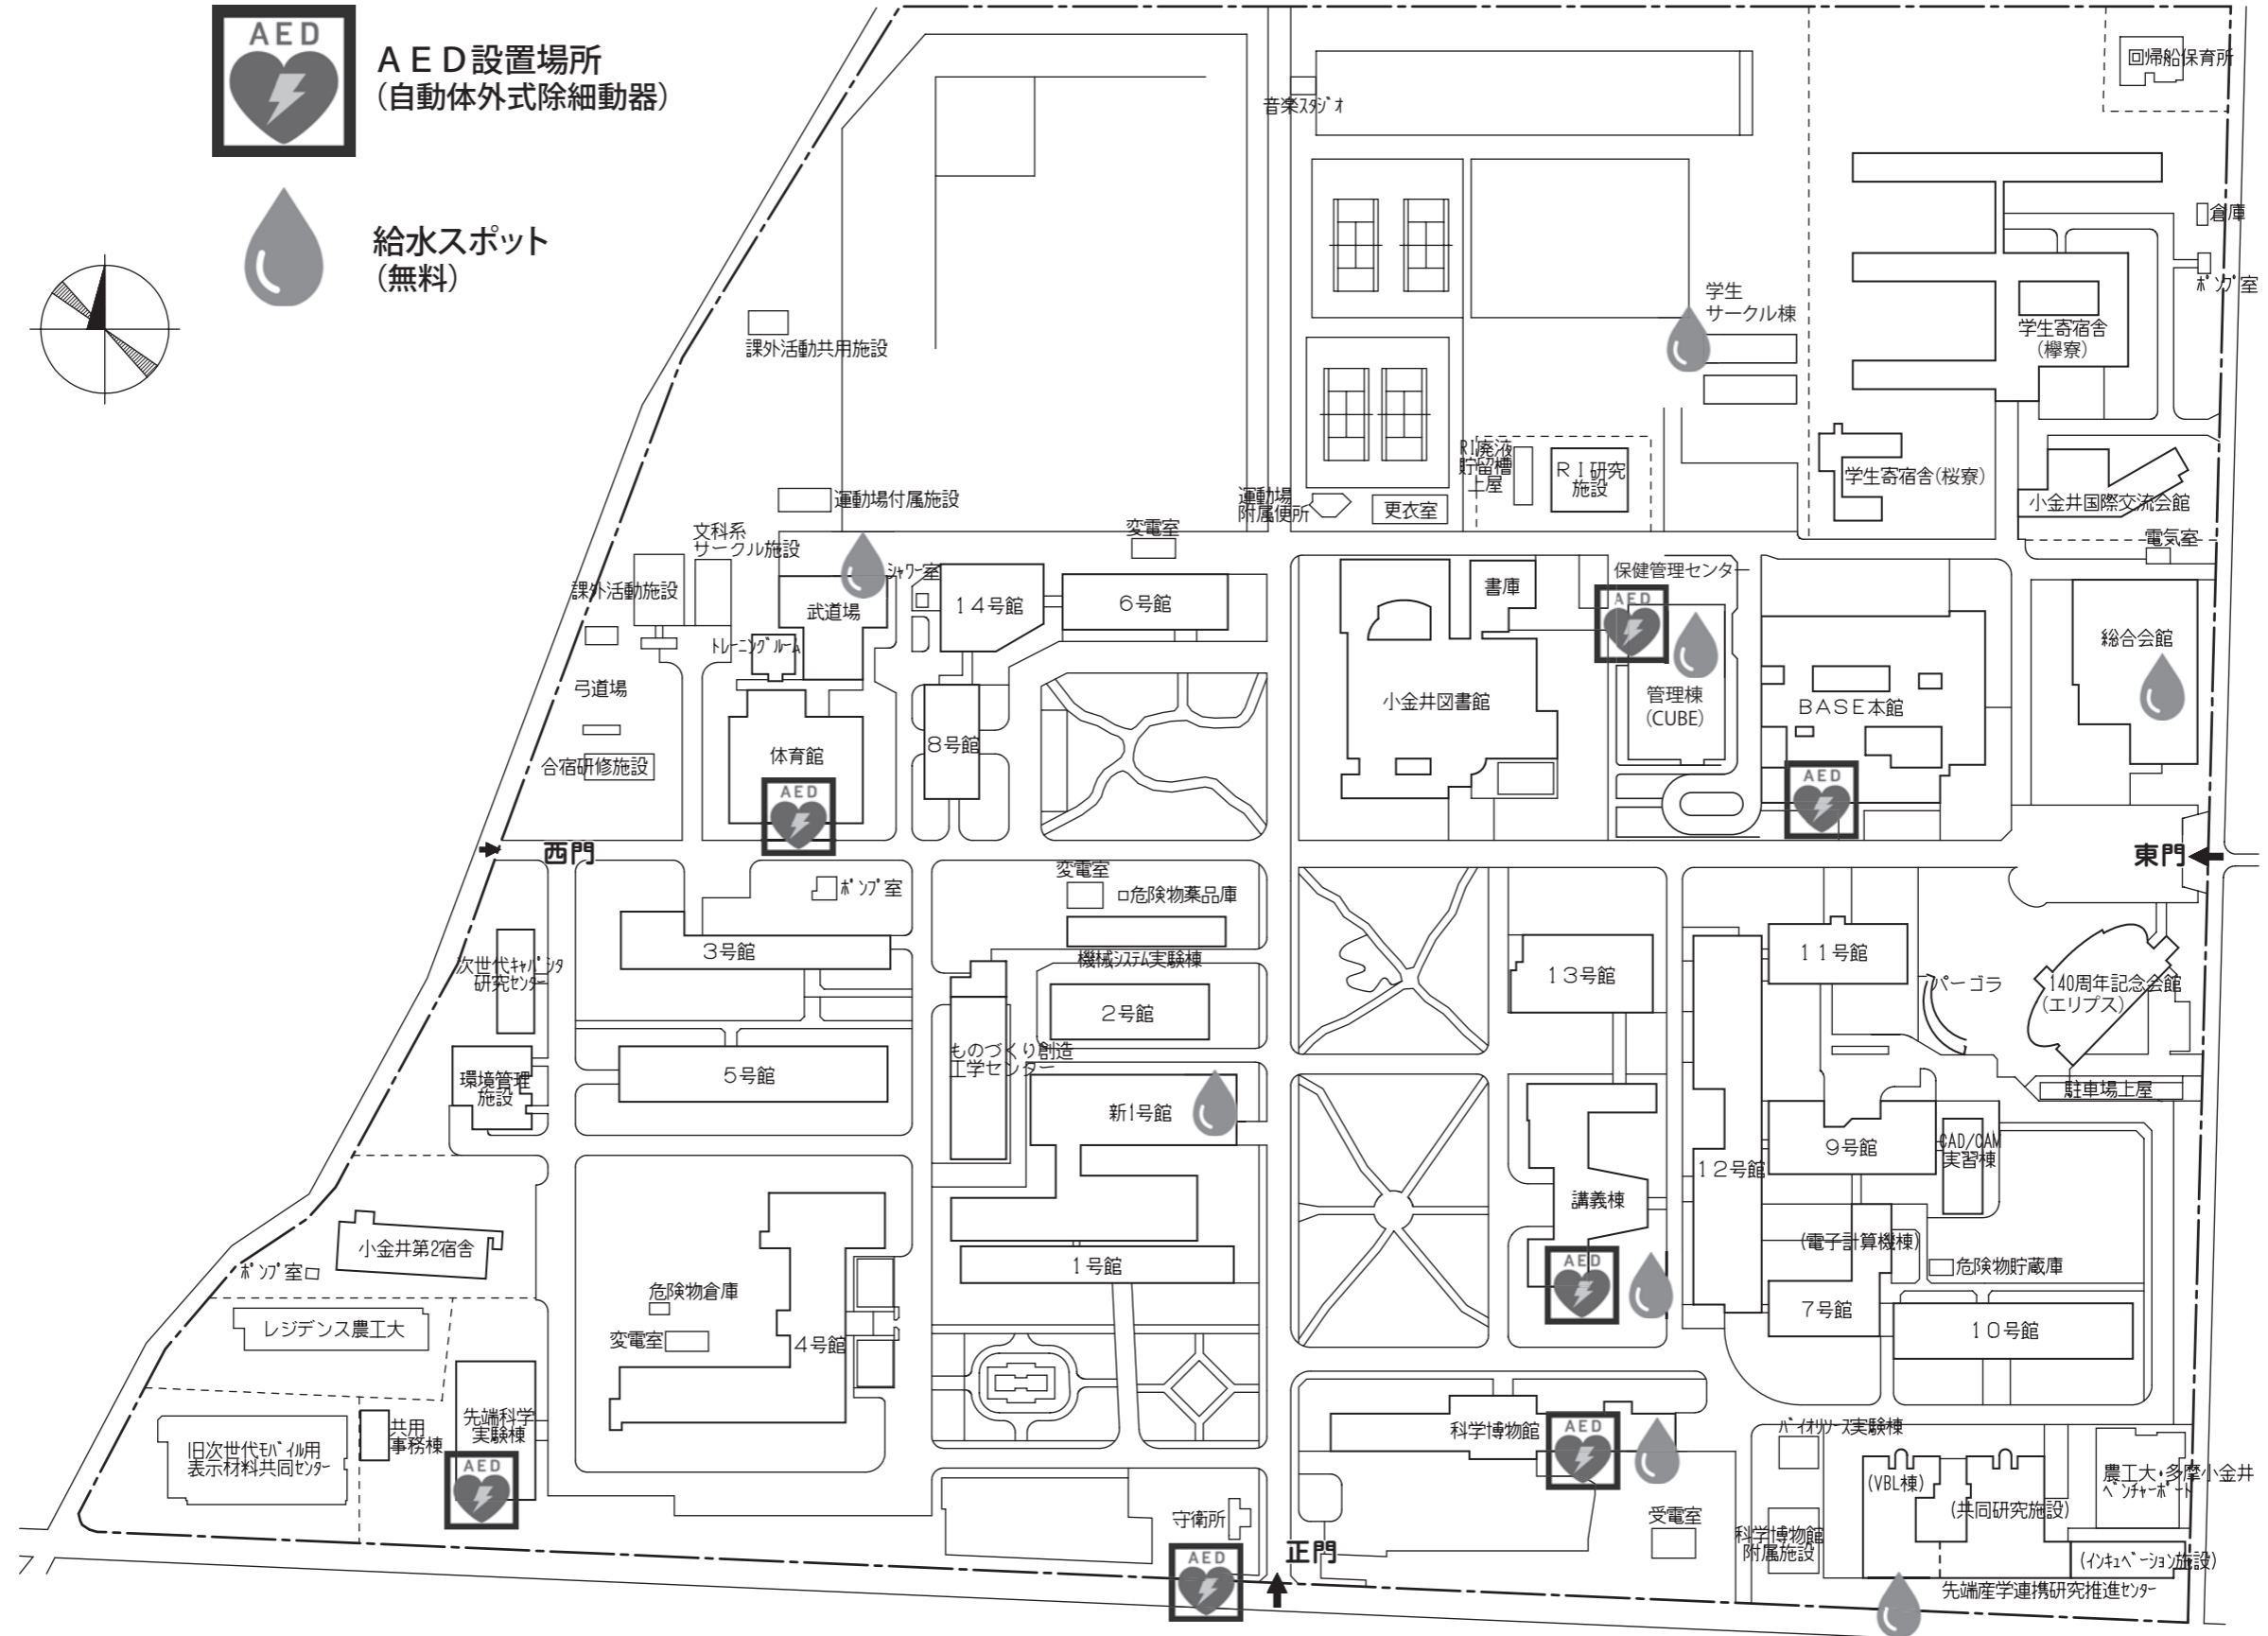 AED
AED設置場所
(自動体外式除細動器)
給水スポット
(無料)
回帰船保育所
音楽スタジオ
倉庫
ポンプ室
学生
サークル棟
学生寄宿舎
(欅寮)
課外活動共用施設
RI廃液
貯留槽
上屋
RI研究
施設
学生寄宿舎(桜寮)
小金井国際交流会館
運動場付属施設
運動場
附属便所
更衣室
変電室
電気室
文科系
サークル施設
課外活動施設
シャワー室
武道場
14号館
6号館
書庫
保健管理センター
AED
総合会館
トレーニングルーム
弓道場
小金井図書館
管理棟
(CUBE)
BASE本館
8号館
体育館
合宿研修施設
AED
AED
西門
東門
変電室
危険物薬品庫
ポンプ室
3号館
機械システム実験棟
次世代キャパシタ
研究センター
13号館
11号館
パーゴラ
140周年記念会館
(エリプス)
2号館
ものづくり創造
工学センター
5号館
環境管理
施設
新1号館
駐車場上屋
12号館
9号館
CAD/CAM
実習棟
講義棟
小金井第2宿舎
ポンプ室
1号館
(電子計算機棟)
危険物貯蔵庫
AED
危険物倉庫
7号館
10号館
レジデンス農工大
変電室
4号館
先端科学
実験棟
共用
事務棟
旧次世代モバイル用
表示材料共同センター
AED
科学博物館
AED
バイオリソース実験棟
(VBL棟)
(共同研究施設)
農工大・多摩小金井
ベンチャーポート
守衛所
受電室
科学博物館
附属施設
正門
AED
(インキュベーション施設)
先端産学連携研究推進センター